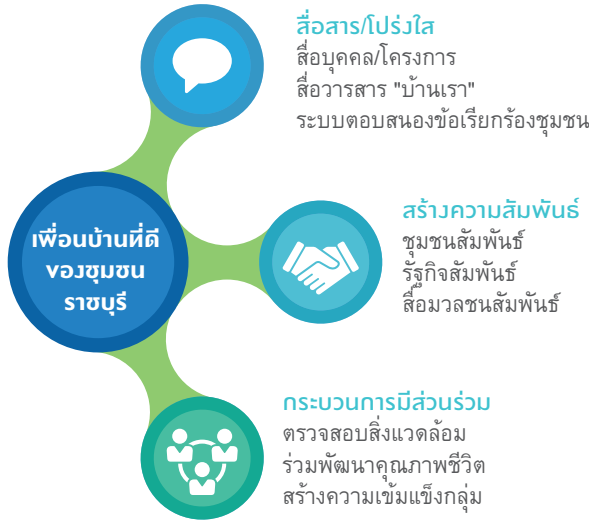 สื่อสาร/โปร่งใส
สื่อบุคคล/โครงการ
สื่อวารสาร "บ้านเรา"
ระบบตอบสนองข้อเรียกร้องชุมชน
เพื่อนบ้านที่ดี
ของชุมชน
ราชบุรี
สร้างความสัมพันธ์
ชุมชนสัมพันธ์
รัฐกิจสัมพันธ์
สื่อมวลชนสัมพันธ์
กระบวนการมีส่วนร่วม
ตรวจสอบสิ่งแวดล้อม
ร่วมพัฒนาคุณภาพชีวิต
สร้างความเข้มแข็งกลุ่ม